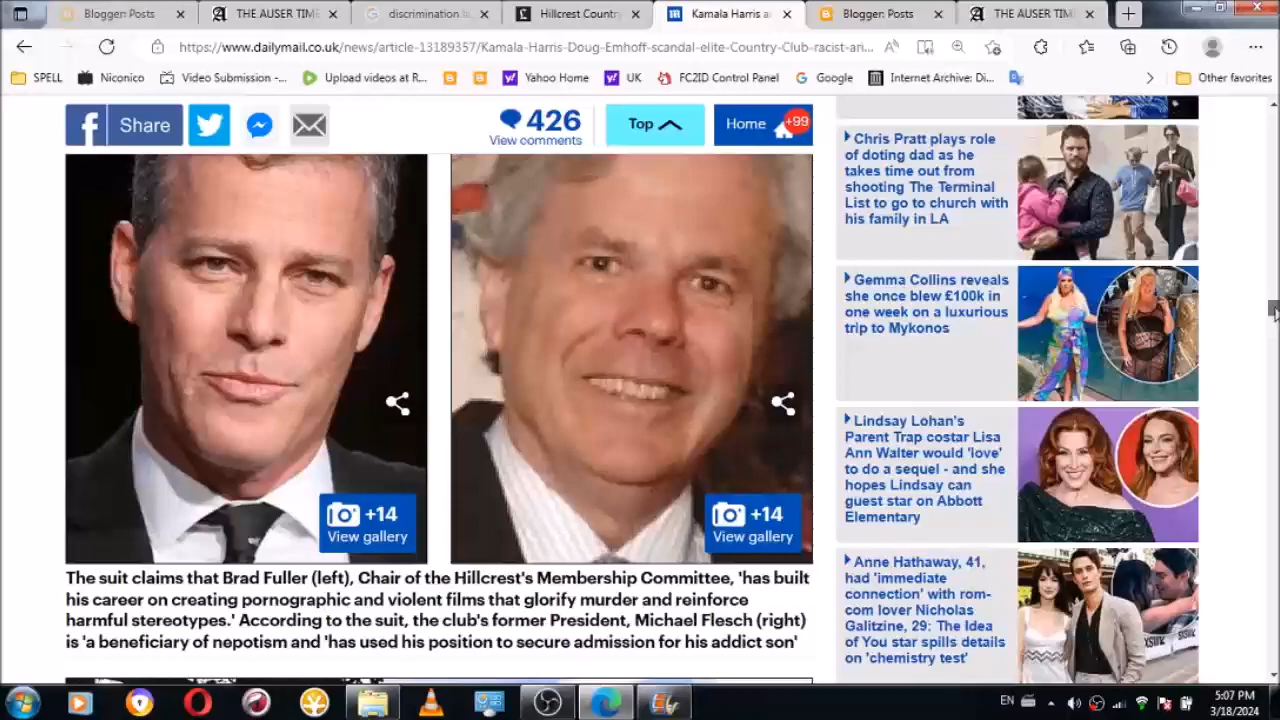 Blogger: Posts
THE AUSER TIM
discrimination la
Hillcrest Country
Kamala Harris a
Blogger: Posts
THE AUSER TIM
https://www.dailymail.co.uk/news/article-13189357/Kamala-Harris-Doug-Emhoff-scandal-elite-Country-Club-racist-an...
SPELL
Niconico
Video Submission -...
Upload videos at R...
Yahoo Home
UK
FC2ID Control Panel
Google
Internet Archive: Di...
Other favorites
Share
426
View comments
Top
Home
+99
+14
View gallery
+14
View gallery
The suit claims that Brad Fuller (left), Chair of the Hillcrest's Membership Committee, 'has built
his career on creating pornographic and violent films that glorify murder and reinforce
harmful stereotypes.' According to the suit, the club's former President, Michael Flesch (right)
is 'a beneficiary of nepotism and 'has used his position to secure admission for his addict son'
Chris Pratt plays role
of doting dad as he
takes time out from
shooting The Terminal
List to go to church with
his family in LA
Gemma Collins reveals
she once blew £100k in
one week on a luxurious
trip to Mykonos
Lindsay Lohan's
Parent Trap costar Lisa
Ann Walter would 'love'
to do a sequel - and she
hopes Lindsay can
guest star on Abbott
Elementary
Anne Hathaway, 41,
had 'immediate
connection' with rom-
com lover Nicholas
Galitzine, 29: The Idea
of You star spills details
on 'chemistry test'
EN
5:07 PM
3/18/2024